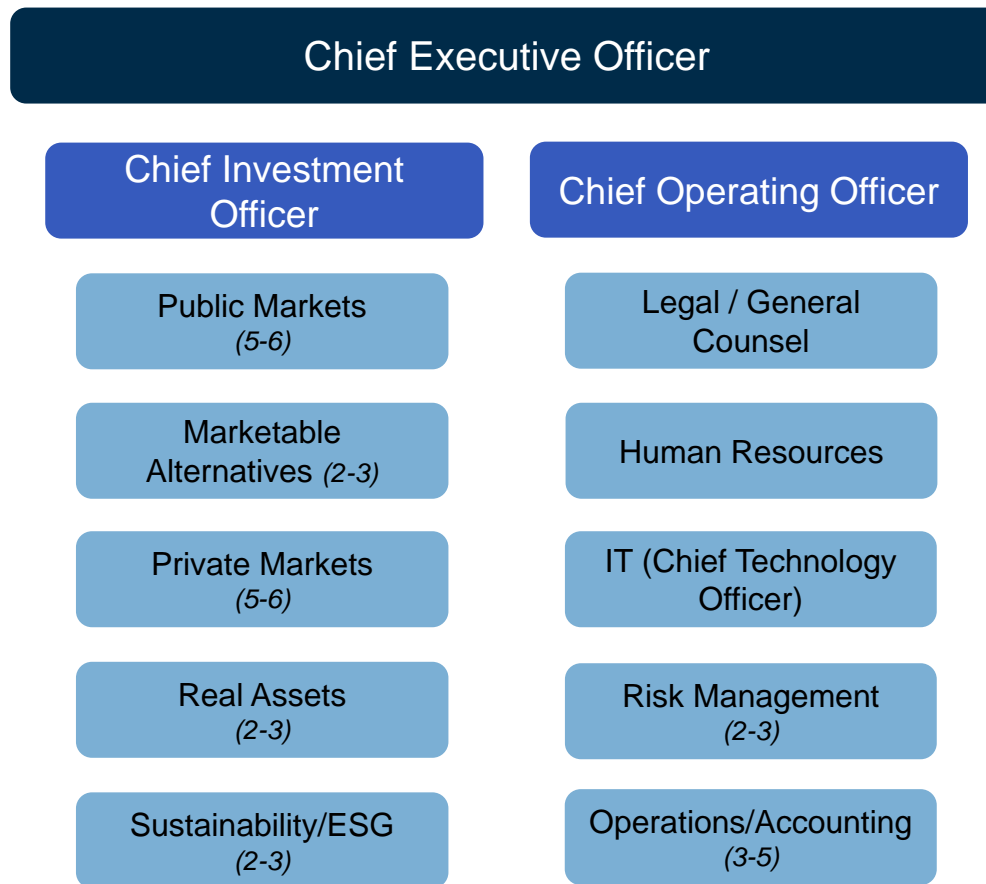 Chief Executive Officer
Chief Investment
Officer
Chief Operating Officer
Public Markets
(5-6)
Legal / General
Counsel
Marketable
Alternatives (2-3)
Human Resources
Private Markets
(5-6)
IT (Chief Technology
Officer)
Real Assets
(2-3)
Risk Management
(2-3)
Sustainability/ESG
(2-3)
Operations/Accounting
(3-5)